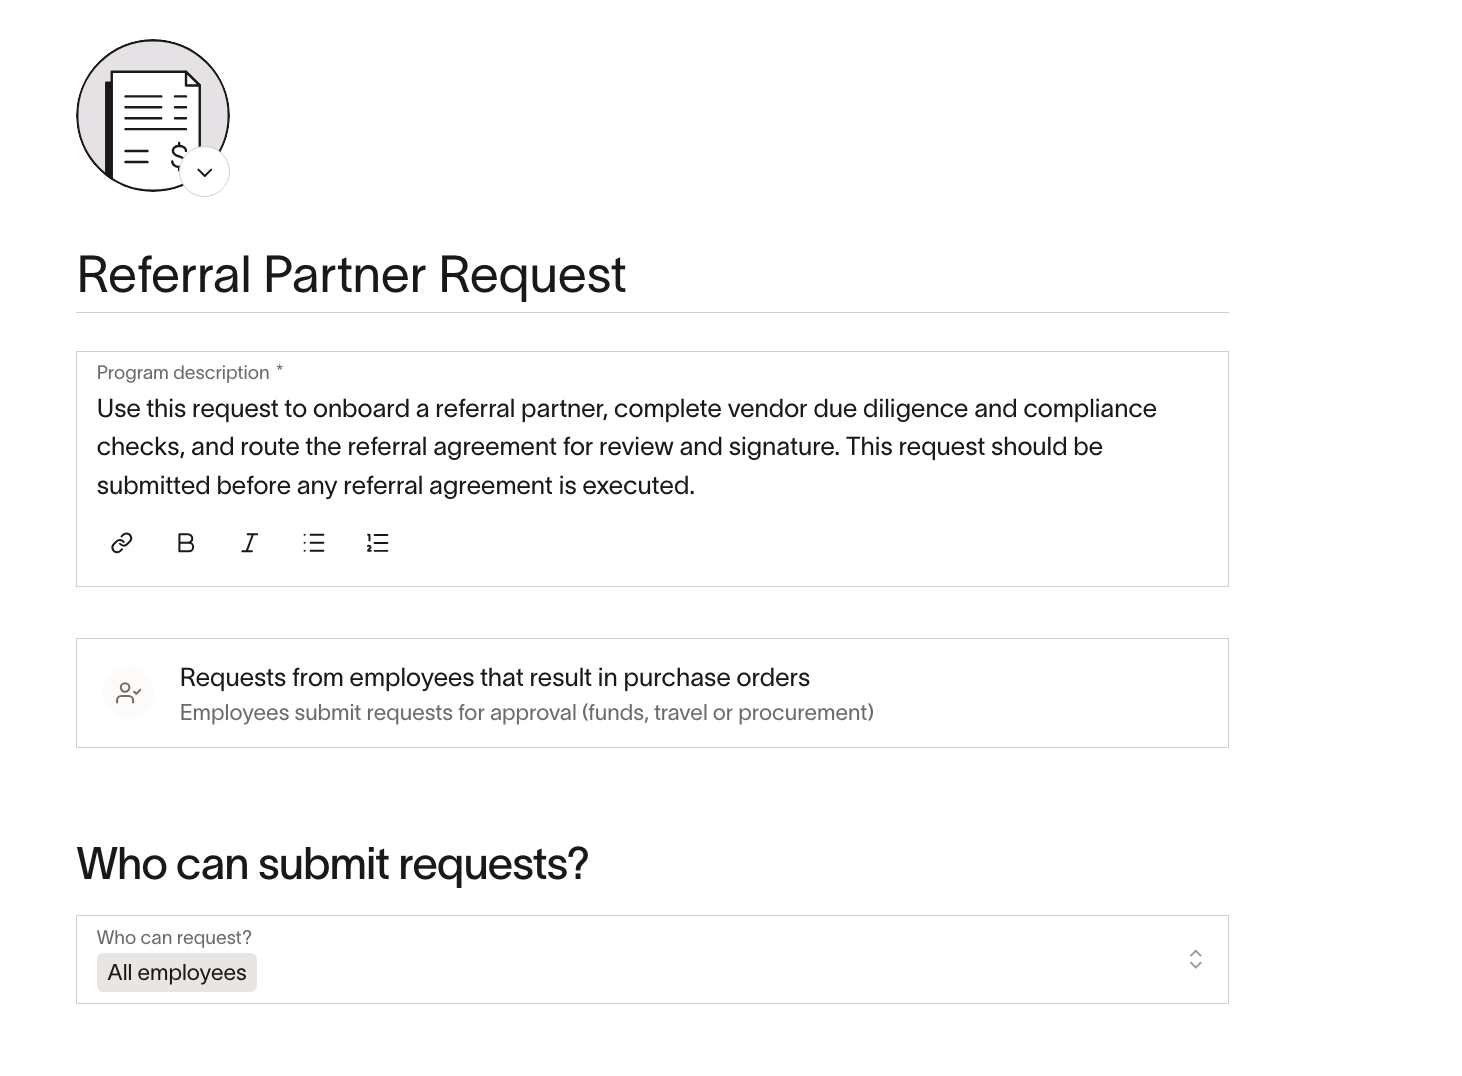 $
Referral Partner Request
Program description *
Use this request to onboard a referral partner, complete vendor due diligence and compliance
checks, and route the referral agreement for review and signature. This request should be
submitted before any referral agreement is executed.
B I
Requests from employees that result in purchase orders
Employees submit requests for approval (funds, travel or procurement)
Who can submit requests?
Who can request?
All employees